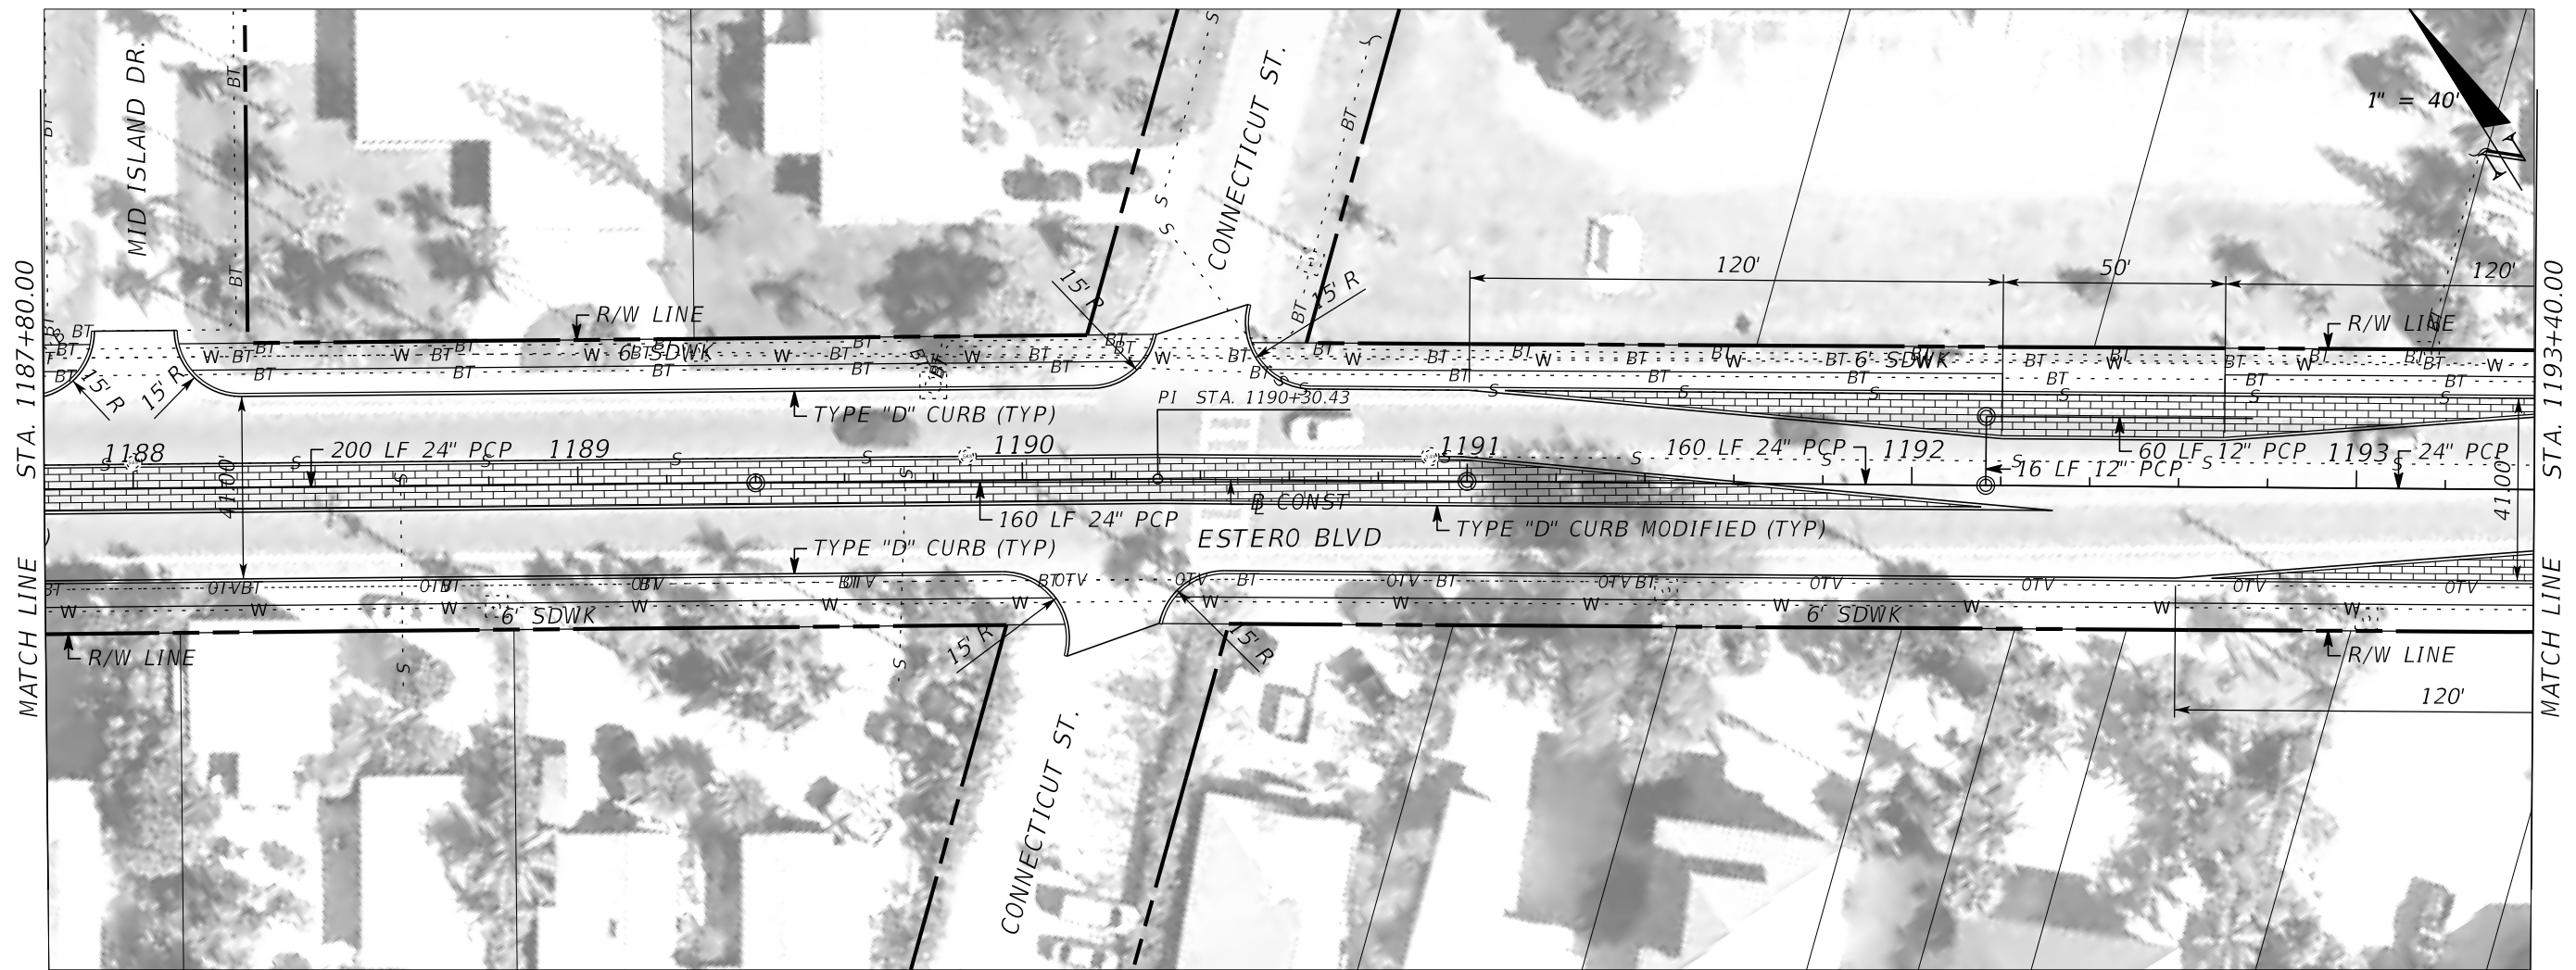 MID ISLAND DR.
CONNECTICUT ST.
1" = 40'
N
STA. 1187+80.00
MATCH LINE
STA. 1193+40.00
MATCH LINE
R/W LINE
6' SDWK
15' R
15' R
15' R
15' R
120'
50'
120'
R/W LINE
6' SDWK
TYPE "D" CURB (TYP)
PI STA. 1190+30.43
1188
200 LF 24" PCP
1189
1190
1191
160 LF 24" PCP
1192
60 LF 12" PCP
1193
24" PCP
16 LF 12" PCP
41.00'
41.00'
160 LF 24" PCP
B CONST
L
TYPE "D" CURB MODIFIED (TYP)
ESTERO BLVD
TYPE "D" CURB (TYP)
6' SDWK
6' SDWK
R/W LINE
15' R
15' R
R/W LINE
120'
CONNECTICUT ST.
BT
OTV
W
S